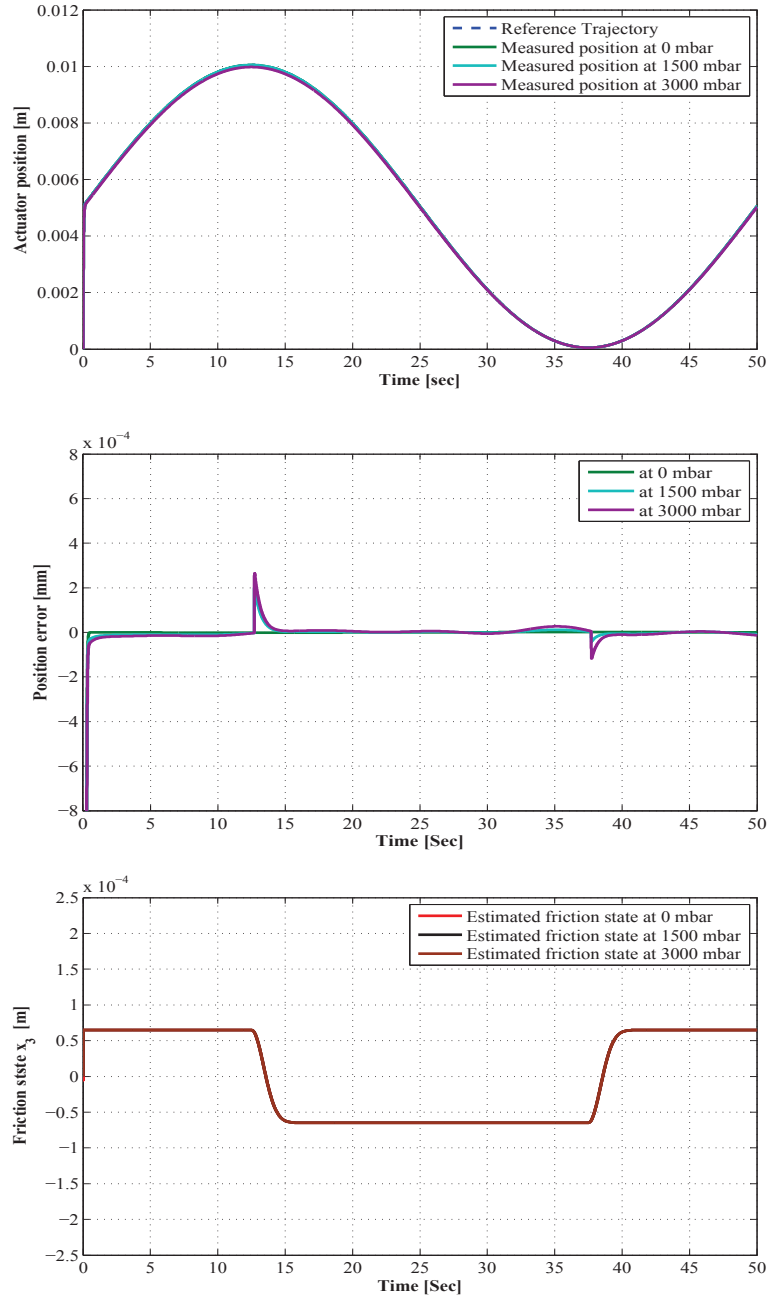 0.012
0.01
0.008
0.006
0.004
0.002
0
Actuator position [m]
Reference Trajectory
Measured position at 0 mbar
Measured position at 1500 mbar
Measured position at 3000 mbar
0 5 10 15 20 25 30 35 40 45 50
Time [sec]
x 10−4
8
6
4
2
0
−2
−4
−6
−8
Position error [mm]
at 0 mbar
at 1500 mbar
at 3000 mbar
0 5 10 15 20 25 30 35 40 45 50
Time [Sec]
x 10−4
2.5
2
1.5
1
0.5
0
−0.5
−1
−1.5
−2
−2.5
Friction stste x_3 [m]
Estimated friction state at 0 mbar
Estimated friction state at 1500 mbar
Estimated friction state at 3000 mbar
0 5 10 15 20 25 30 35 40 45 50
Time [Sec]